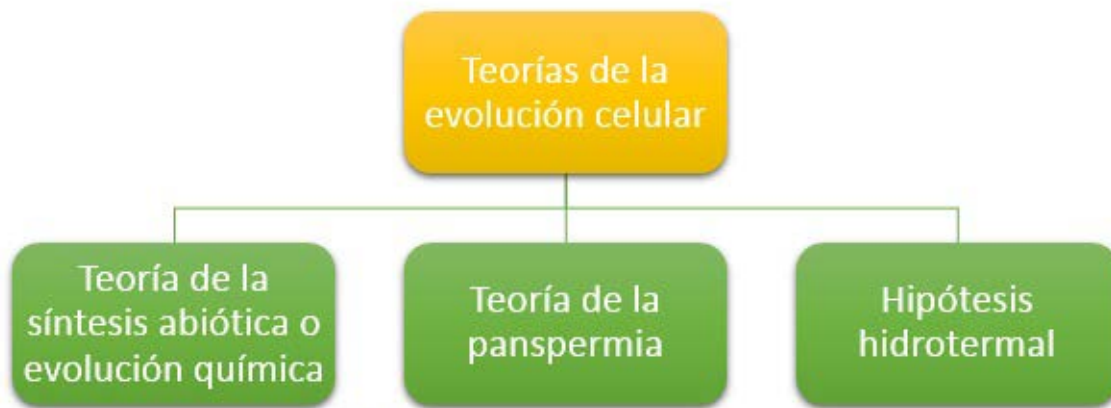 Teorías de la
evolución celular
Teoría de la
síntesis abiótica o
evolución química
Teoría de la
panspermia
Hipótesis
hidrotermal